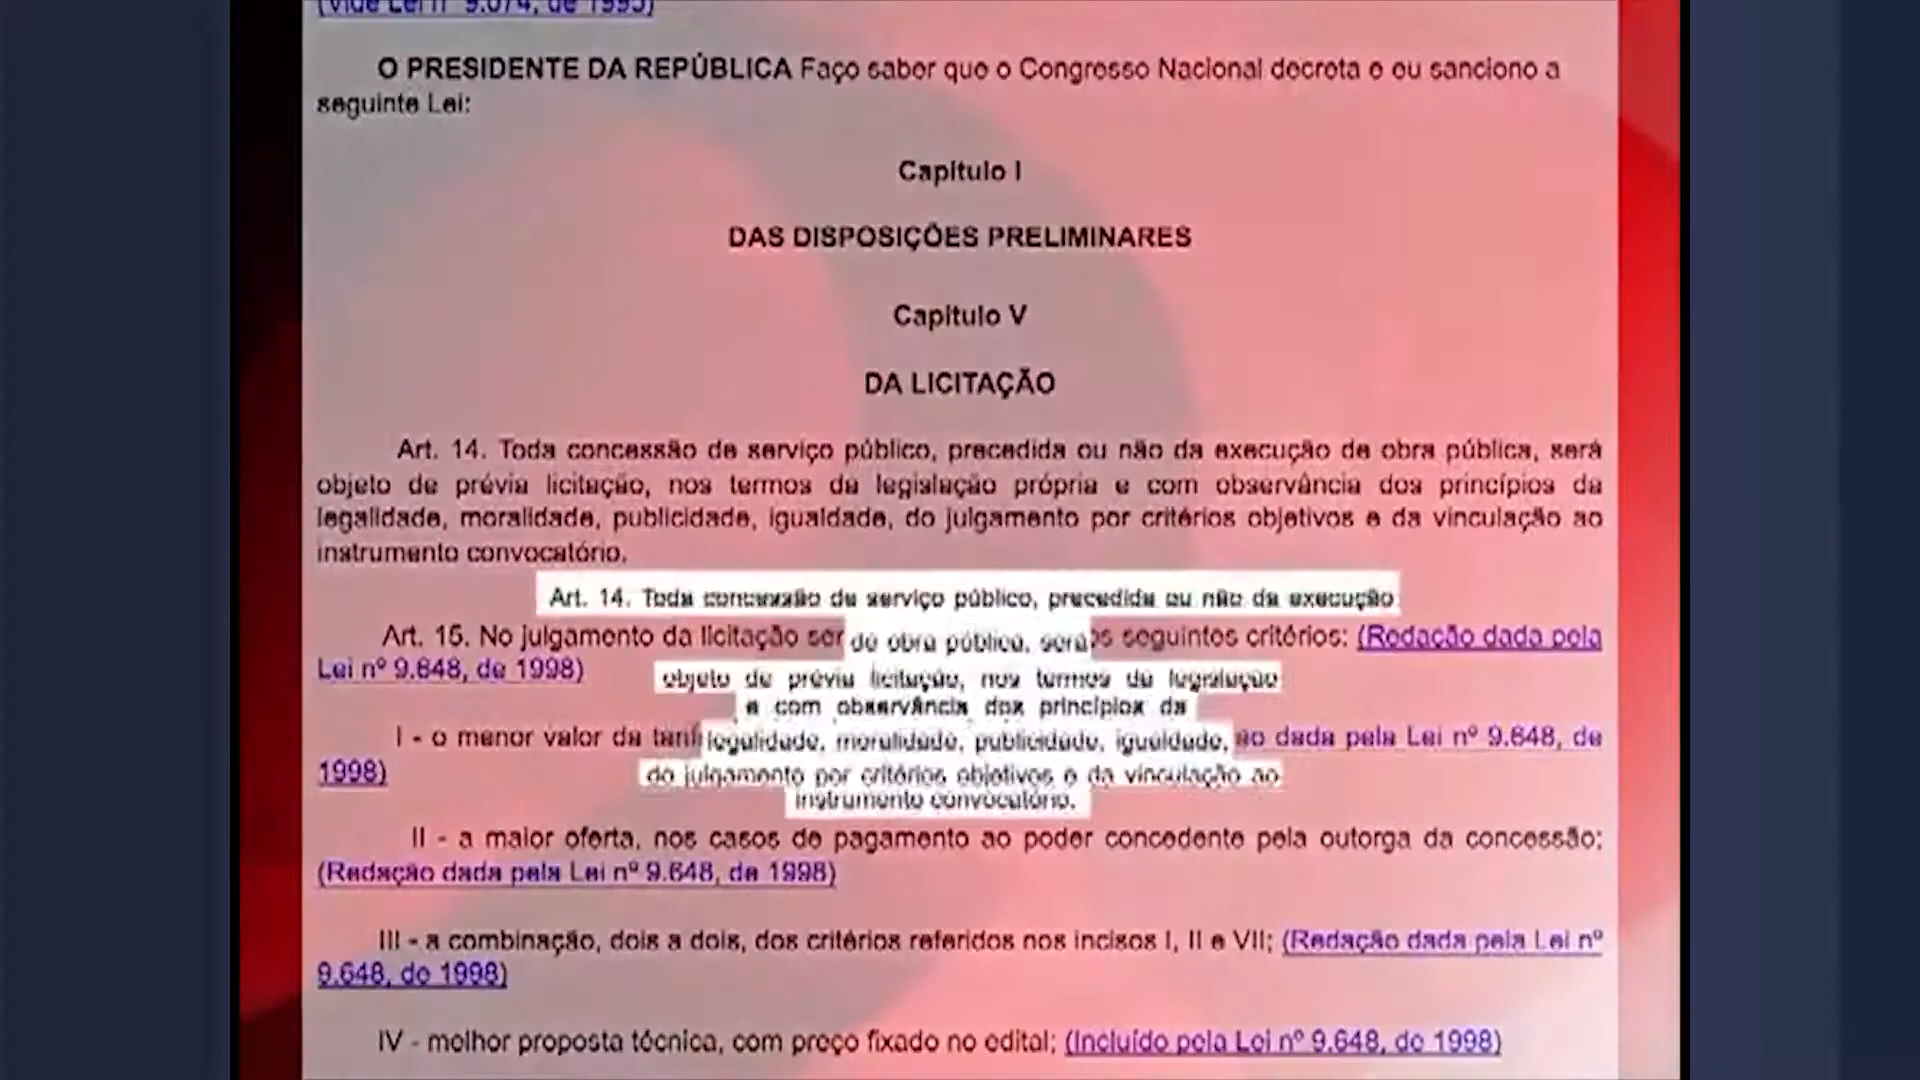 (Vide Lei nº 9.074, de 1995)
O PRESIDENTE DA REPÚBLICA Faço saber que o Congresso Nacional decreta e eu sanciono a
seguinte Lei:
Capítulo I
DAS DISPOSIÇÕES PRELIMINARES
Capítulo V
DA LICITAÇÃO
Art. 14. Toda concessão de serviço público, precedida ou não da execução de obra pública, será
objeto de prévia licitação, nos termos da legislação própria e com observância dos princípios da
legalidade, moralidade, publicidade, igualdade, do julgamento por critérios objetivos e da vinculação ao
instrumento convocatório.
Art. 14. Toda concessão de serviço público, precedida ou não da execução
de obra pública, será
objeto de prévia licitação, nos termos da legislação
e com observância dos princípios da
legalidade, moralidade, publicidade, igualdade,
do julgamento por critérios objetivos e da vinculação ao
instrumento convocatório.
Art. 15. No julgamento da licitação seguintes critérios: (Redação dada pela
Lei nº 9.648, de 1998)
I - o menor valor da dada pela Lei nº 9.648, de
1998)
II - a maior oferta, nos casos de pagamento ao poder concedente pela outorga da concessão;
(Redação dada pela Lei nº 9.648, de 1998)
III - a combinação, dois a dois, dos critérios referidos nos incisos I, II e VII; (Redação dada pela Lei nº
9.648, de 1998)
IV - melhor proposta técnica, com preço fixado no edital; (Incluído pela Lei nº 9.648, de 1998)